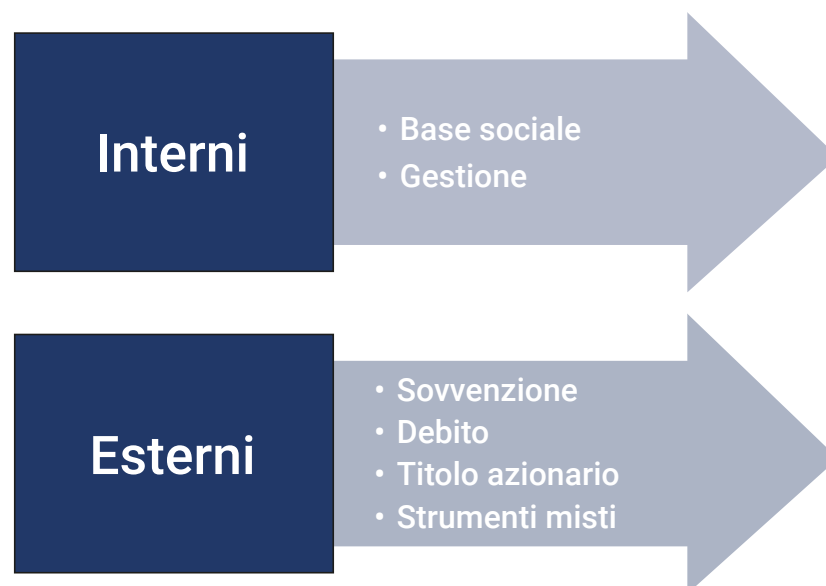 Interni
• Base sociale
• Gestione
Esterni
• Sovvenzione
• Debito
• Titolo azionario
• Strumenti misti